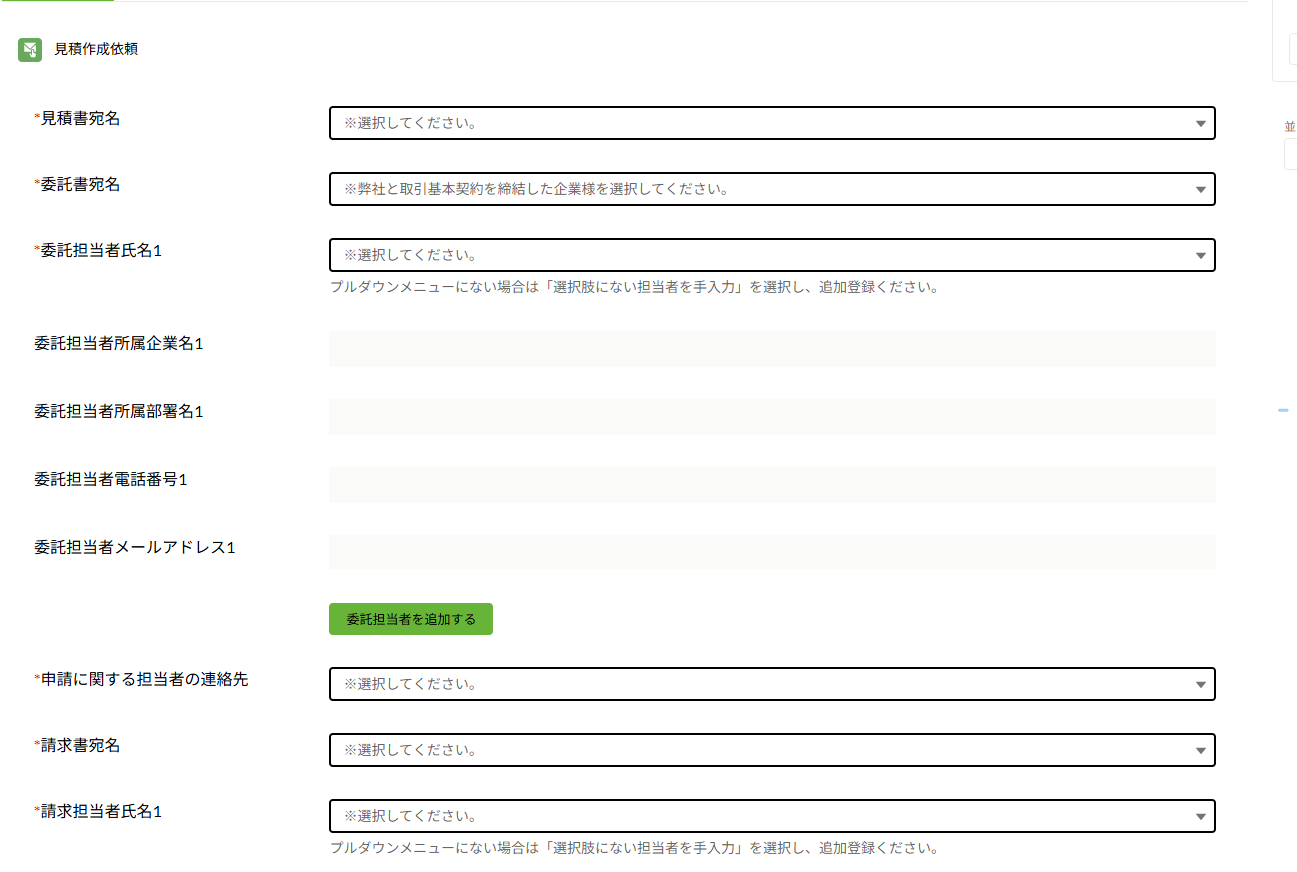 見積作成依頼
*見積書宛名
※選択してください。
*委託書宛名
※弊社と取引基本契約を締結した企業様を選択してください。
*委託担当者氏名1
※選択してください。
プルダウンメニューにない場合は「選択肢にない担当者を手入力」を選択し、追加登録ください。
委託担当者所属企業名1
委託担当者所属部署名1
委託担当者電話番号1
委託担当者メールアドレス1
委託担当者を追加する
*申請に関する担当者の連絡先
※選択してください。
*請求書宛名
※選択してください。
*請求担当者氏名1
※選択してください。
プルダウンメニューにない場合は「選択肢にない担当者を手入力」を選択し、追加登録ください。
並